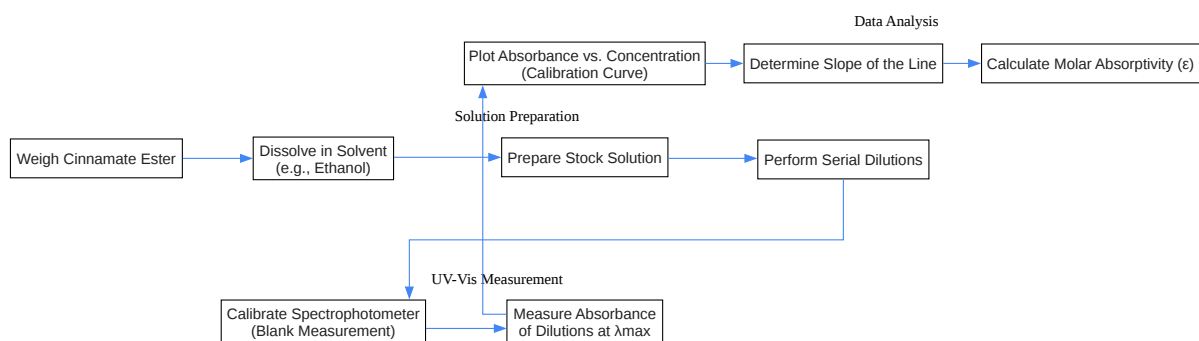 Data Analysis
Plot Absorbance vs. Concentration
(Calibration Curve)
Determine Slope of the Line
Calculate Molar Absorptivity (ε)
Solution Preparation
Weigh Cinnamate Ester
Dissolve in Solvent
(e.g., Ethanol)
Prepare Stock Solution
Perform Serial Dilutions
UV-Vis Measurement
Calibrate Spectrophotometer
(Blank Measurement)
Measure Absorbance
of Dilutions at λmax